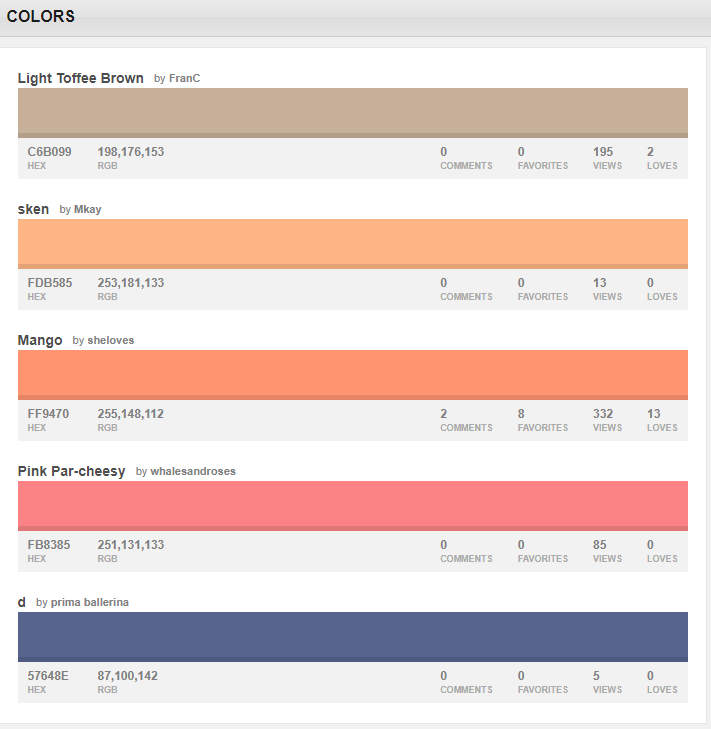 COLORS
Light Toffee Brown by FranC
C6B099 198,176,153 0 0 195 2
HEX RGB COMMENTS FAVORITES VIEWS LOVES
sken by Mkay
FDB585 253,181,133 0 0 13 0
HEX RGB COMMENTS FAVORITES VIEWS LOVES
Mango by sheloves
FF9470 255,148,112 2 8 332 13
HEX RGB COMMENTS FAVORITES VIEWS LOVES
Pink Par-cheesy by whalesandroses
FB8385 251,131,133 0 0 85 0
HEX RGB COMMENTS FAVORITES VIEWS LOVES
d by prima ballerina
57648E 87,100,142 0 0 5 0
HEX RGB COMMENTS FAVORITES VIEWS LOVES